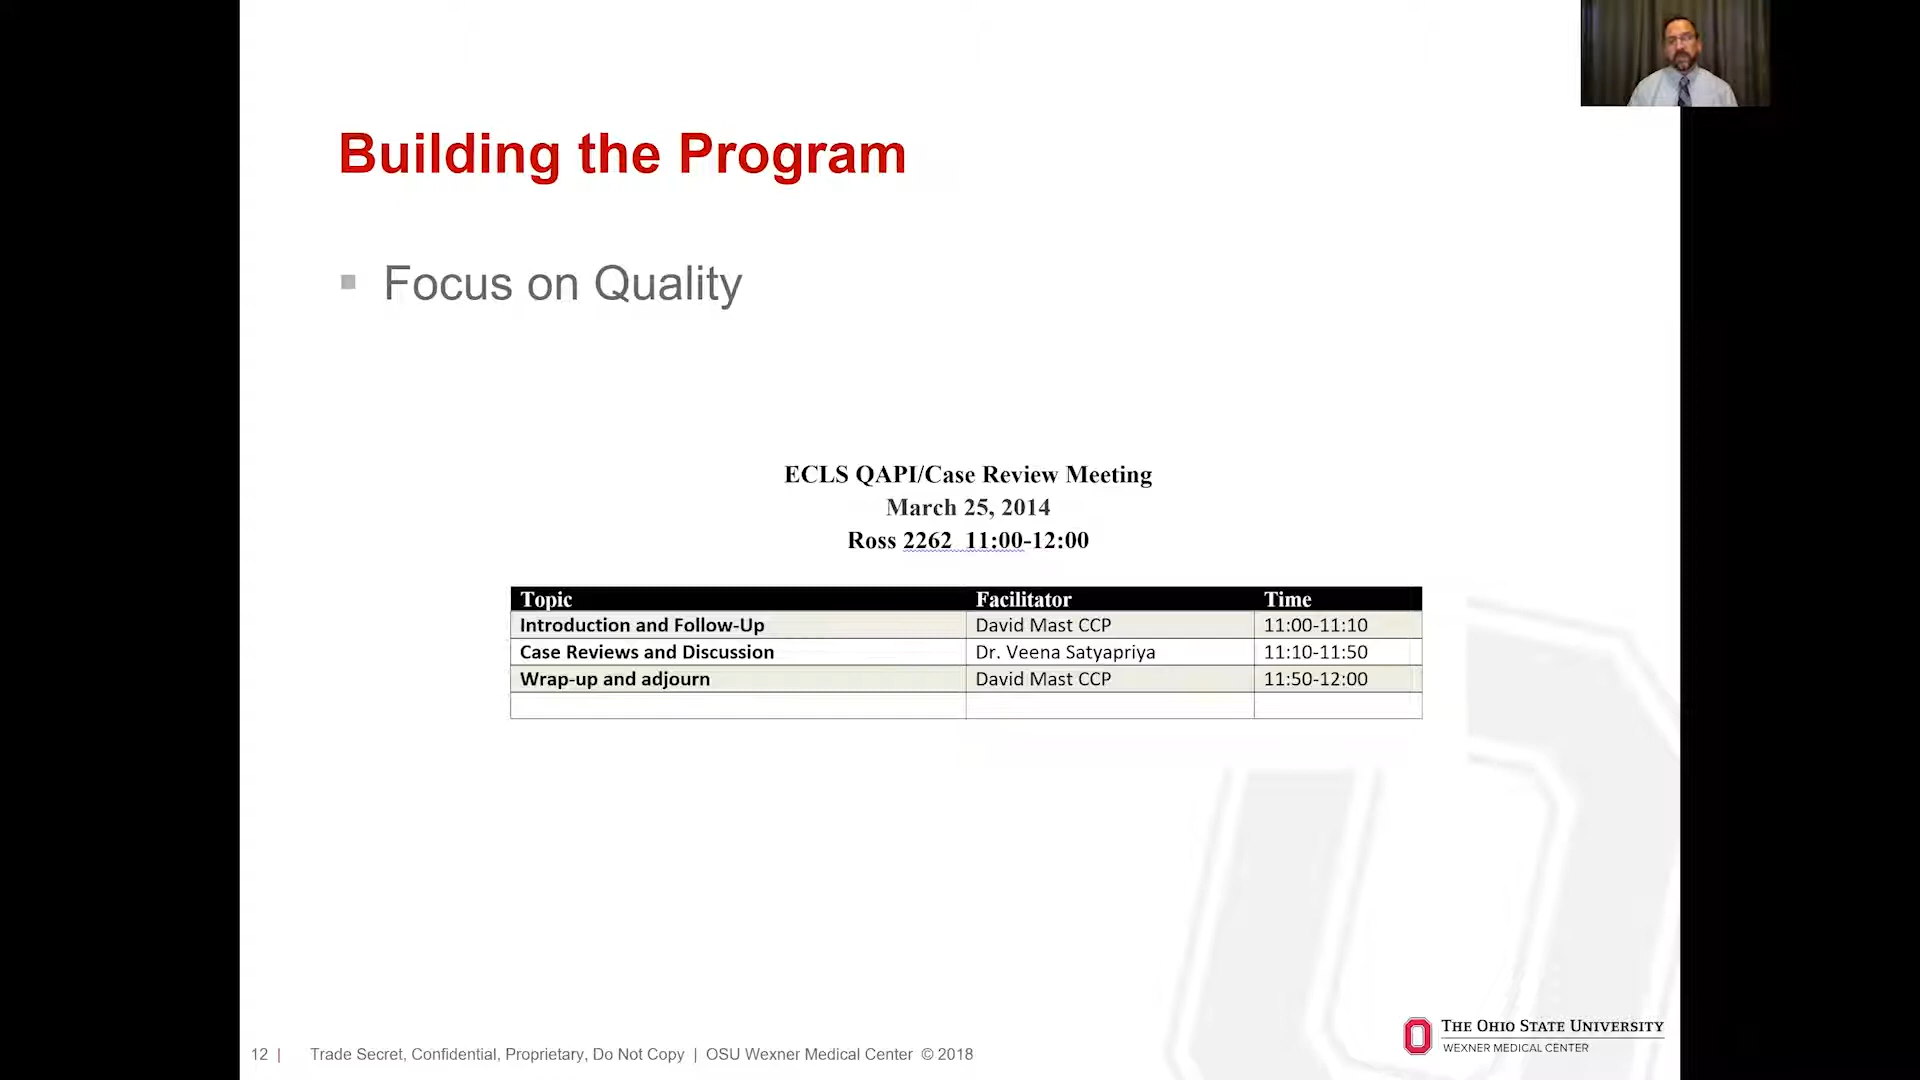 Building the Program
Focus on Quality
ECLS QAPI/Case Review Meeting
March 25, 2014
Ross 2262 11:00-12:00
Topic Facilitator Time
Introduction and Follow-Up David Mast CCP 11:00-11:10
Case Reviews and Discussion Dr. Veena Satyapriya 11:10-11:50
Wrap-up and adjourn David Mast CCP 11:50-12:00
12 | Trade Secret, Confidential, Proprietary, Do Not Copy | OSU Wexner Medical Center © 2018
THE OHIO STATE UNIVERSITY
WEXNER MEDICAL CENTER